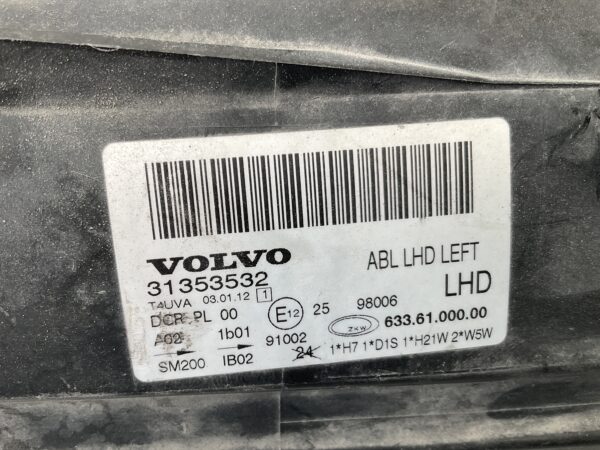 VOLVO
31353532
ABL LHD LEFT
LHD
T4UVA 03.01.12 1
DCR PL 00 E12 25 98006
A02 1b01 91002 ZKW 633.61.000.00
SM200 IB02 24 1*H7 1*D1S 1*H21W 2*W5W